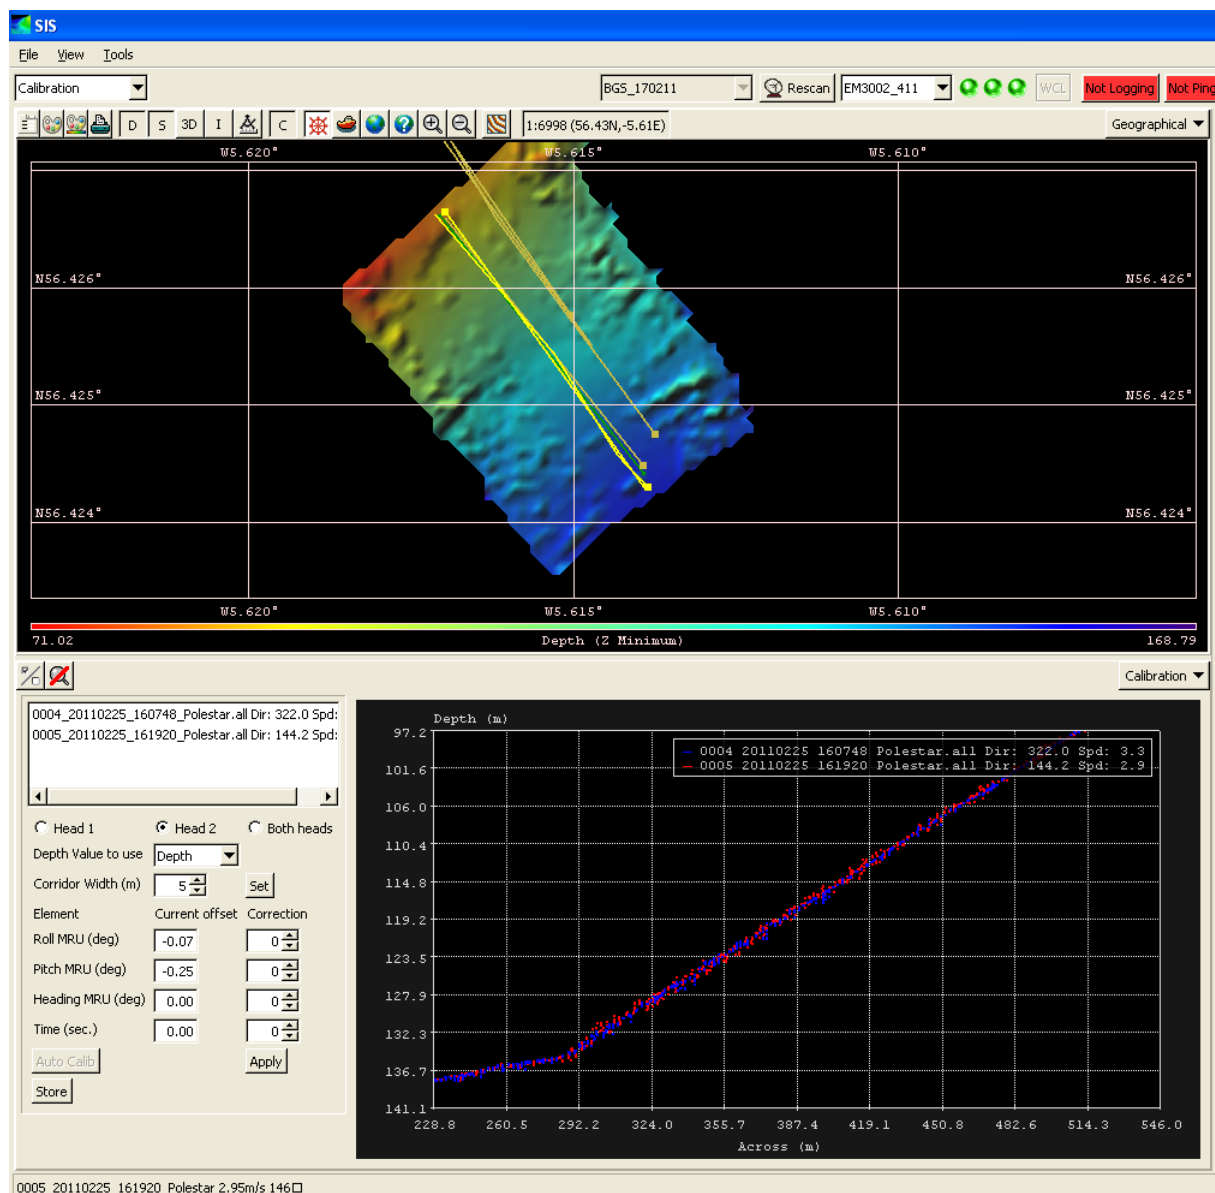 SIS
File View Tools
Calibration BGS_170211 Rescan EM3002_411 WCL Not Logging Not Ping
D S 3D I C 1:6998 (56.43N,-5.61E) Geographical
W5.620° W5.615° W5.610°
N56.426° N56.426°
N56.425° N56.425°
N56.424° N56.424°
W5.620° W5.615° W5.610°
71.02 Depth (Z Minimum) 168.79
Calibration
0004_20110225_160748_Polestar.all Dir: 322.0 Spd:
0005_20110225_161920_Polestar.all Dir: 144.2 Spd:
Head 1 Head 2 Both heads
Depth Value to use Depth
Corridor Width (m) 5 Set
Element Current offset Correction
Roll MRU (deg) -0.07 0
Pitch MRU (deg) -0.25 0
Heading MRU (deg) 0.00 0
Time (sec.) 0.00 0
Auto Calib Apply
Store
Depth (m)
97.2
0004 20110225 160748 Polestar.all Dir: 322.0 Spd: 3.3
0005 20110225 161920 Polestar.all Dir: 144.2 Spd: 2.9
101.6
106.0
110.4
114.8
119.2
123.5
127.9
132.3
136.7
141.1
228.8 260.5 292.2 324.0 355.7 387.4 419.1 450.8 482.6 514.3 546.0
Across (m)
0005_20110225_161920_Polestar 2.95m/s 146□